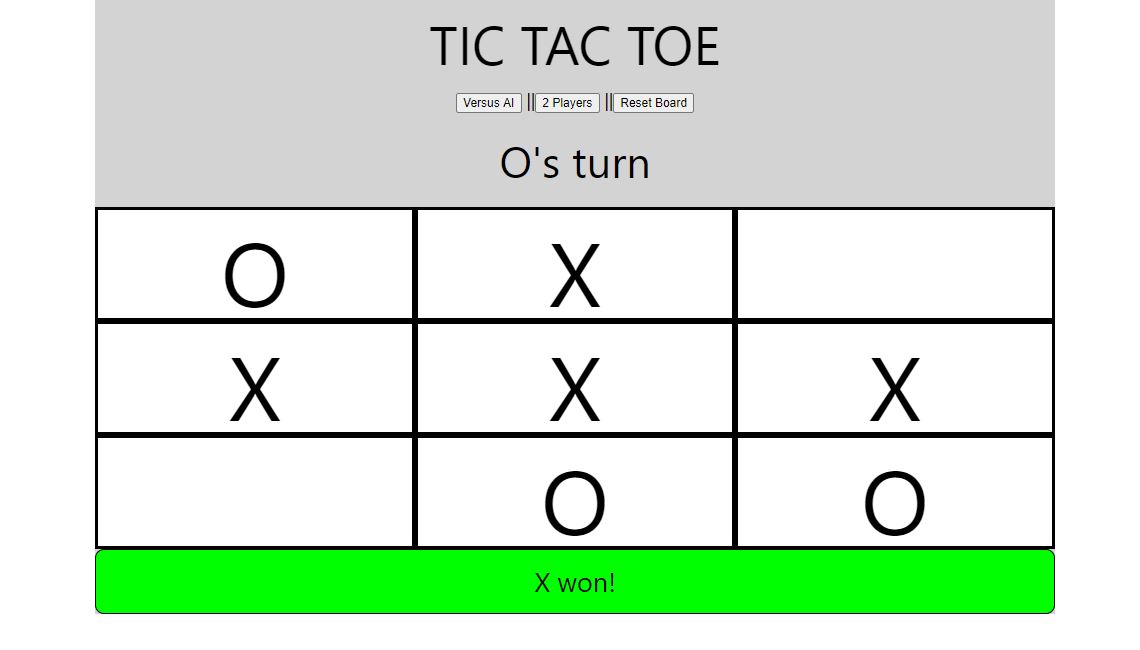 TIC TAC TOE
Versus AI || 2 Players || Reset Board
O's turn
O X
X X X
O O
X won!